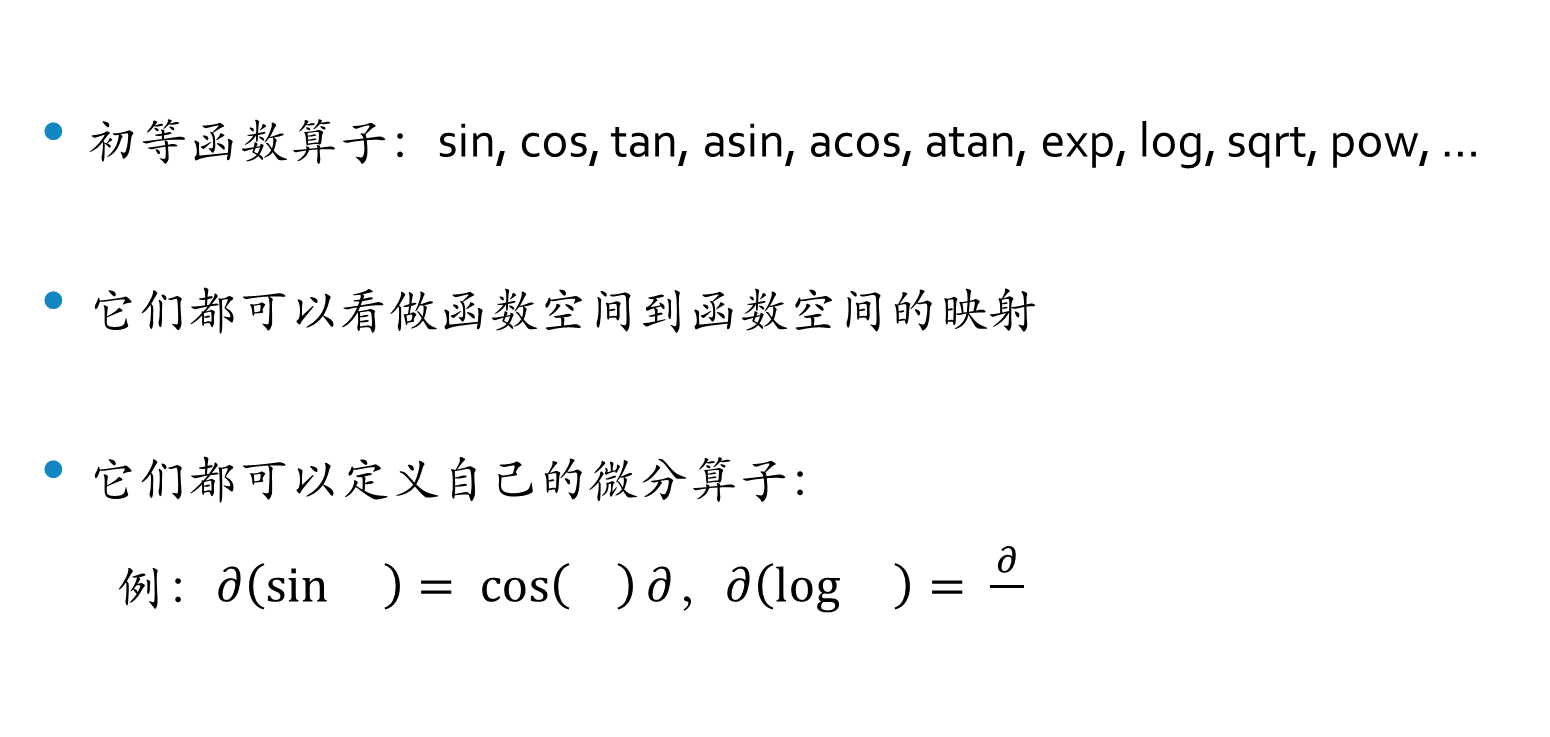 • 初等函数算子：sin, cos, tan, asin, acos, atan, exp, log, sqrt, pow, …
• 它们都可以看做函数空间到函数空间的映射
• 它们都可以定义自己的微分算子：
例：∂(sin  ) = cos(  ) ∂, ∂(log  ) = ∂/